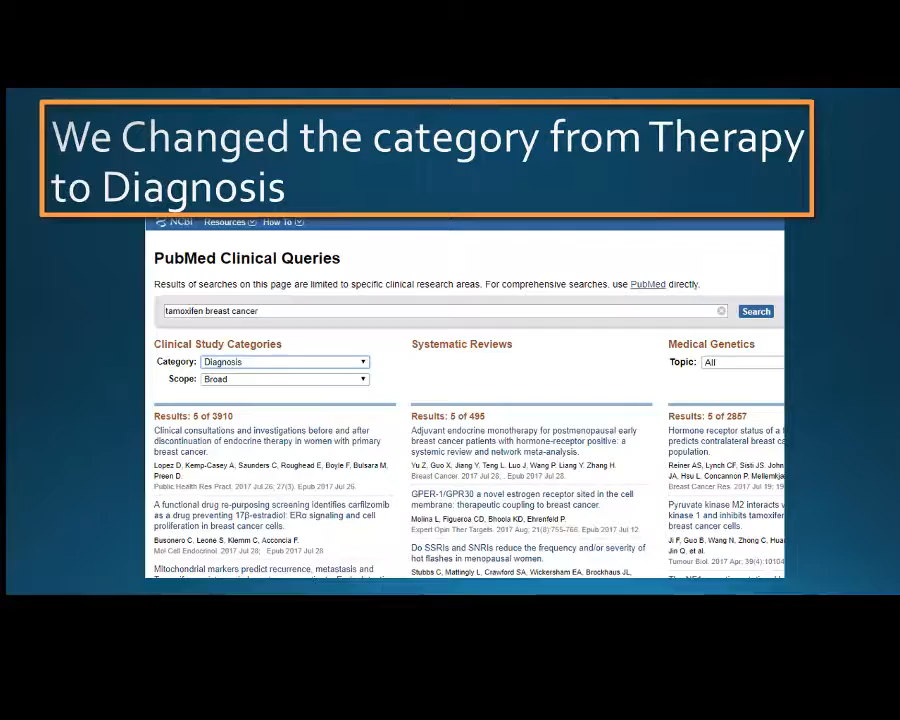 We Changed the category from Therapy
to Diagnosis
NCBI Resources How To
PubMed Clinical Queries
Results of searches on this page are limited to specific clinical research areas. For comprehensive searches, use PubMed directly.
tamoxifen breast cancer
Search
Clinical Study Categories
Category: Diagnosis
Scope: Broad
Results: 5 of 3910
Clinical consultations and investigations before and after
discontinuation of endocrine therapy in women with primary
breast cancer.
Lopez D, Kemp-Casey A, Saunders C, Roughead E, Boyle F, Bulsara M,
Preen D.
Public Health Res Pract. 2017 Jul 26; 27(3). Epub 2017 Jul 26.
A functional drug re-purposing screening identifies carfilzomib
as a drug preventing 17β-estradiol: ERα signaling and cell
proliferation in breast cancer cells.
Busonero C, Leone S, Klemm C, Acconcia F.
Mol Cell Endocrinol. 2017 Jul 28; . Epub 2017 Jul 28.
Mitochondrial markers predict recurrence, metastasis and
Systematic Reviews
Results: 5 of 495
Adjuvant endocrine monotherapy for postmenopausal early
breast cancer patients with hormone-receptor positive: a
systemic review and network meta-analysis.
Yu Z, Guo X, Jiang Y, Teng L, Luo J, Wang P, Liang Y, Zhang H.
Breast Cancer. 2017 Jul 28; . Epub 2017 Jul 28.
GPER-1/GPR30 a novel estrogen receptor sited in the cell
membrane: therapeutic coupling to breast cancer.
Molina L, Figueroa CD, Bhoola KD, Ehrenfeld P.
Expert Opin Ther Targets. 2017 Aug; 21(8):755-766. Epub 2017 Jul 12.
Do SSRIs and SNRIs reduce the frequency and/or severity of
hot flashes in menopausal women.
Stubbs C, Mattingly L, Crawford SA, Wickersham EA, Brockhaus JL,
Medical Genetics
Topic: All
Results: 5 of 2857
Hormone receptor status of a f
predicts contralateral breast ca
Reiner AS, Lynch CF, Sisti JS, John
JA, Hsu L, Concannon P, Mellemkjæ
Breast Cancer Res. 2017 Jul 19; 19
Pyruvate kinase M2 interacts v
kinase 1 and inhibits tamoxifer
breast cancer cells.
Ji F, Guo B, Wang N, Zhong C, Hua
Jin Q, et al.
Tumour Biol. 2017 Apr; 39(4):10104